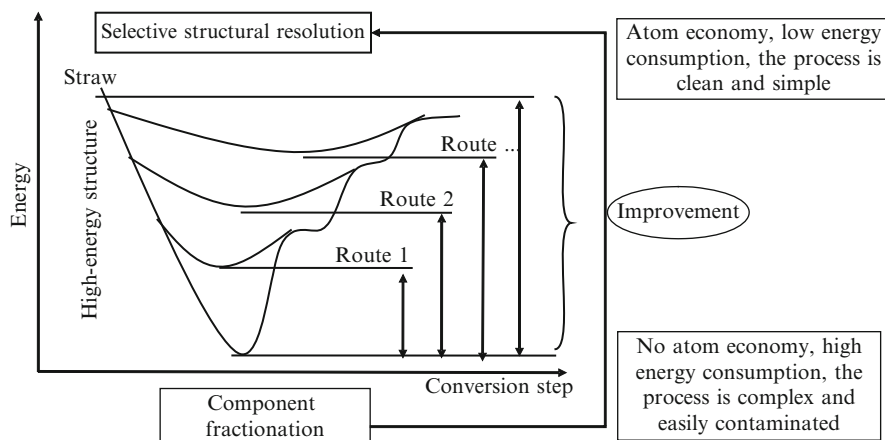 Selective structural resolution
Atom economy, low energy
consumption, the process is
clean and simple
Straw
High-energy structure
Energy
Route ...
Route 2
Route 1
Improvement
Conversion step
Component
fractionation
No atom economy, high
energy consumption, the
process is complex and
easily contaminated